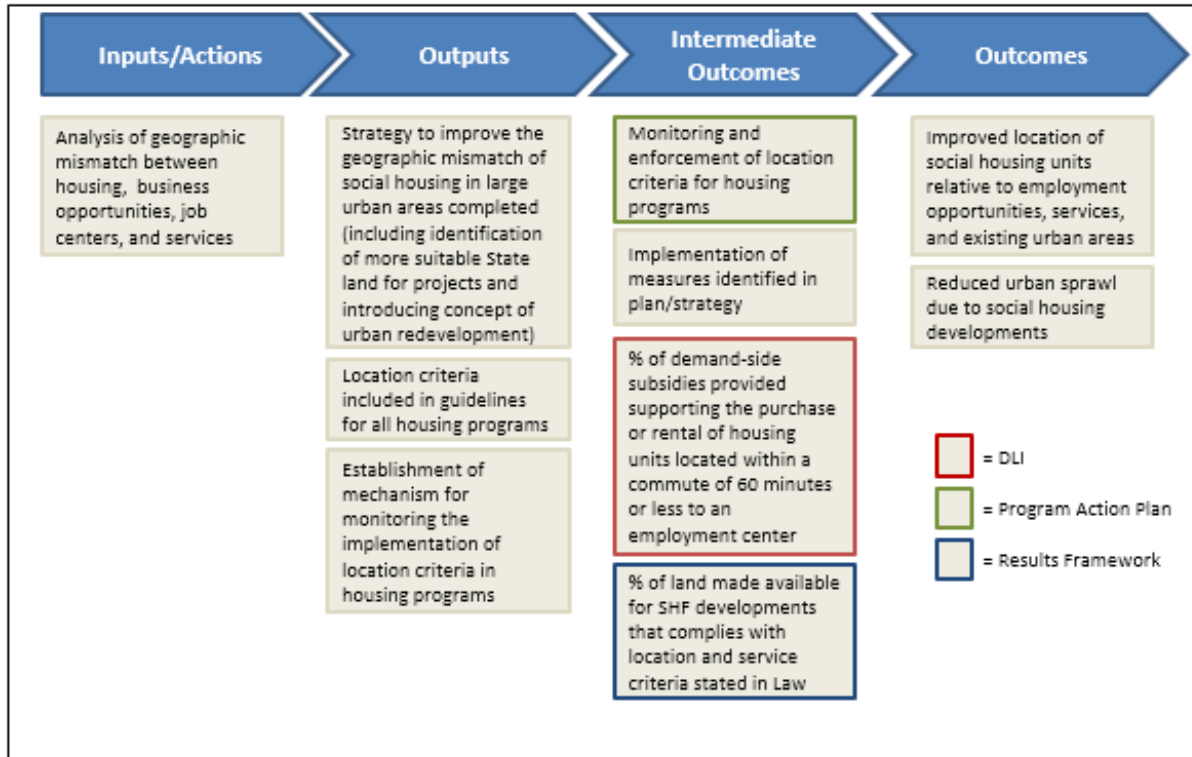 Inputs/Actions
Outputs
Intermediate
Outcomes
Outcomes
Analysis of geographic
mismatch between
housing, business
opportunities, job
centers, and services
Strategy to improve the
geographic mismatch of
social housing in large
urban areas completed
(including identification
of more suitable State
land for projects and
introducing concept of
urban redevelopment)
Location criteria
included in guidelines
for all housing programs
Establishment of
mechanism for
monitoring the
implementation of
location criteria in
housing programs
Monitoring and
enforcement of location
criteria for housing
programs
Implementation of
measures identified in
plan/strategy
% of demand-side
subsidies provided
supporting the purchase
or rental of housing
units located within a
commute of 60 minutes
or less to an
employment center
% of land made available
for SHF developments
that complies with
location and service
criteria stated in Law
Improved location of
social housing units
relative to employment
opportunities, services,
and existing urban areas
Reduced urban sprawl
due to social housing
developments
= DLI
= Program Action Plan
= Results Framework